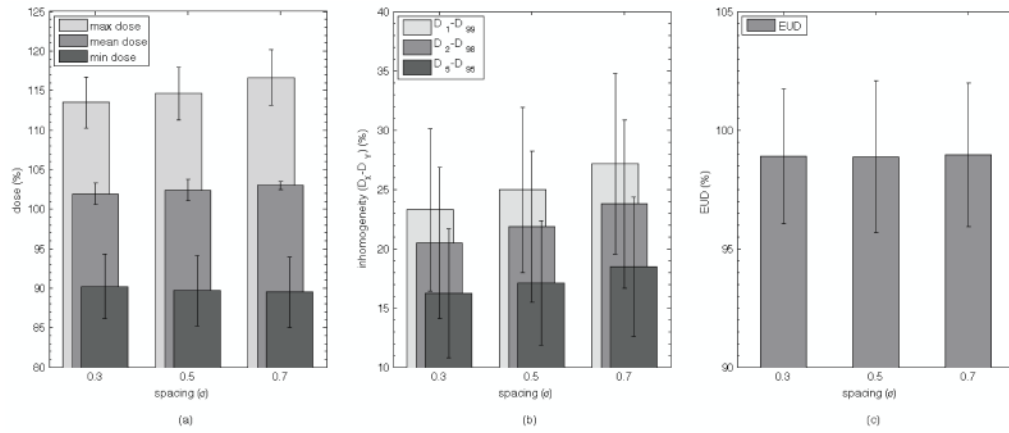 125
120
115
110
105
100
95
90
85
80
dose (%)
max dose
mean dose
min dose
0.3 0.5 0.7
spacing (ø)
(a)
40
35
30
25
20
15
10
inhomogeneity (D_X-D_Y) (%)
D_1-D_99
D_2-D_98
D_5-D_95
0.3 0.5 0.7
spacing (ø)
(b)
105
100
95
90
EUD (%)
EUD
0.3 0.5 0.7
spacing (ø)
(c)